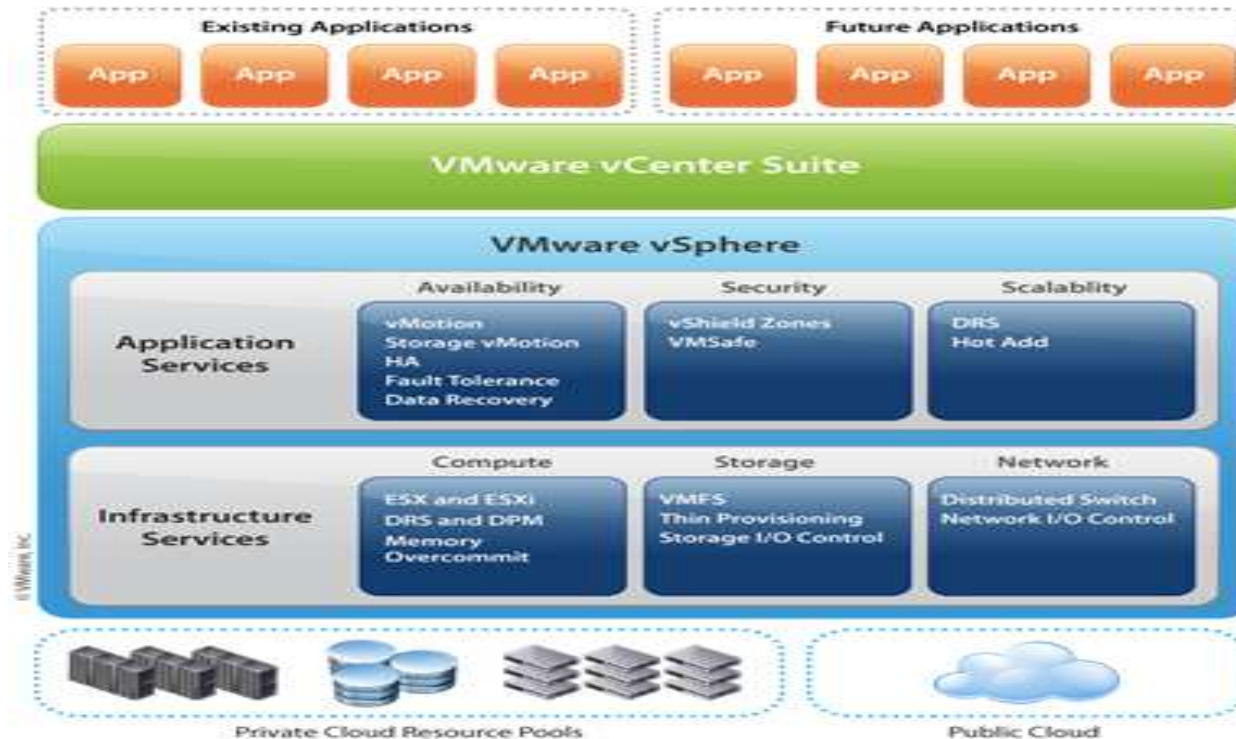 Existing Applications
Future Applications
App App App App
App App App App
VMware vCenter Suite
VMware vSphere
Application
Services
Availability
vMotion
Storage vMotion
HA
Fault Tolerance
Data Recovery
Security
vShield Zones
VMSafe
Scalablity
DRS
Hot Add
Infrastructure
Services
Compute
ESX and ESXi
DRS and DPM
Memory
Overcommit
Storage
VMFS
Thin Provisioning
Storage I/O Control
Network
Distributed Switch
Network I/O Control
© VMware, Inc
Private Cloud Resource Pools
Public Cloud